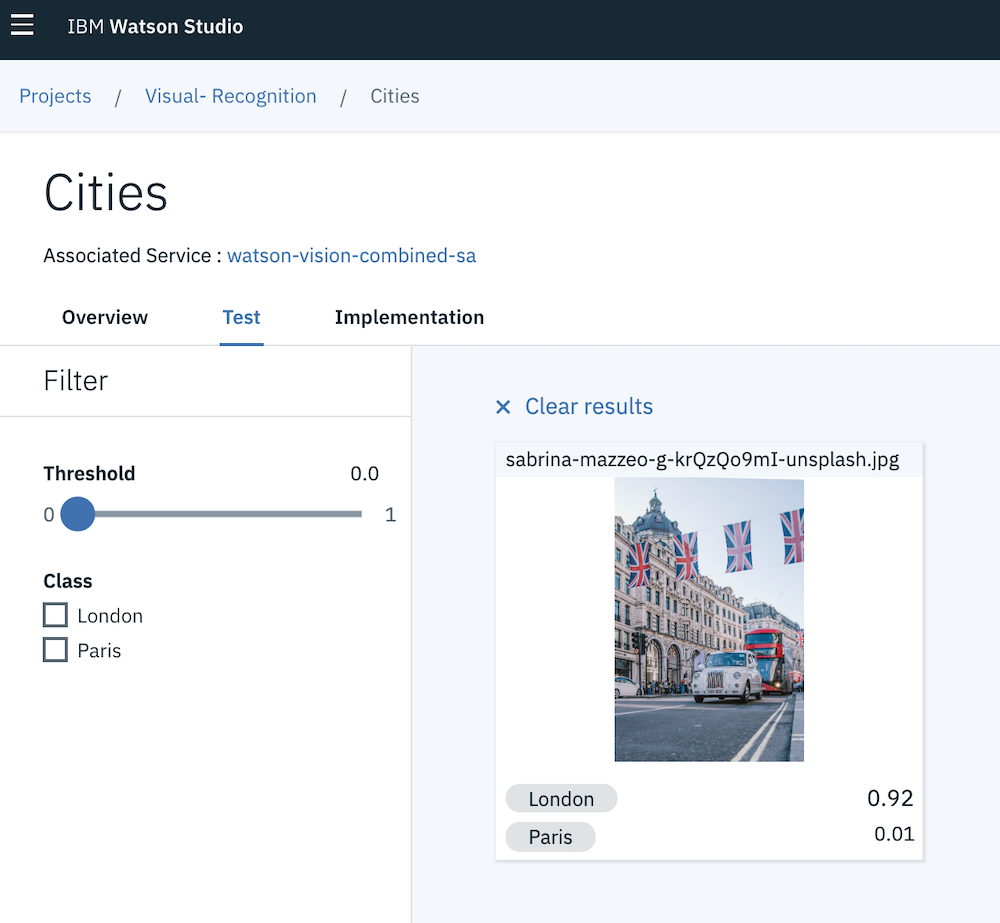 IBM Watson Studio
Projects / Visual- Recognition / Cities
Cities
Associated Service : watson-vision-combined-sa
Overview Test Implementation
Filter
Threshold 0.0
0 1
Class
London
Paris
× Clear results
sabrina-mazzeo-g-krQzQo9mI-unsplash.jpg
London 0.92
Paris 0.01